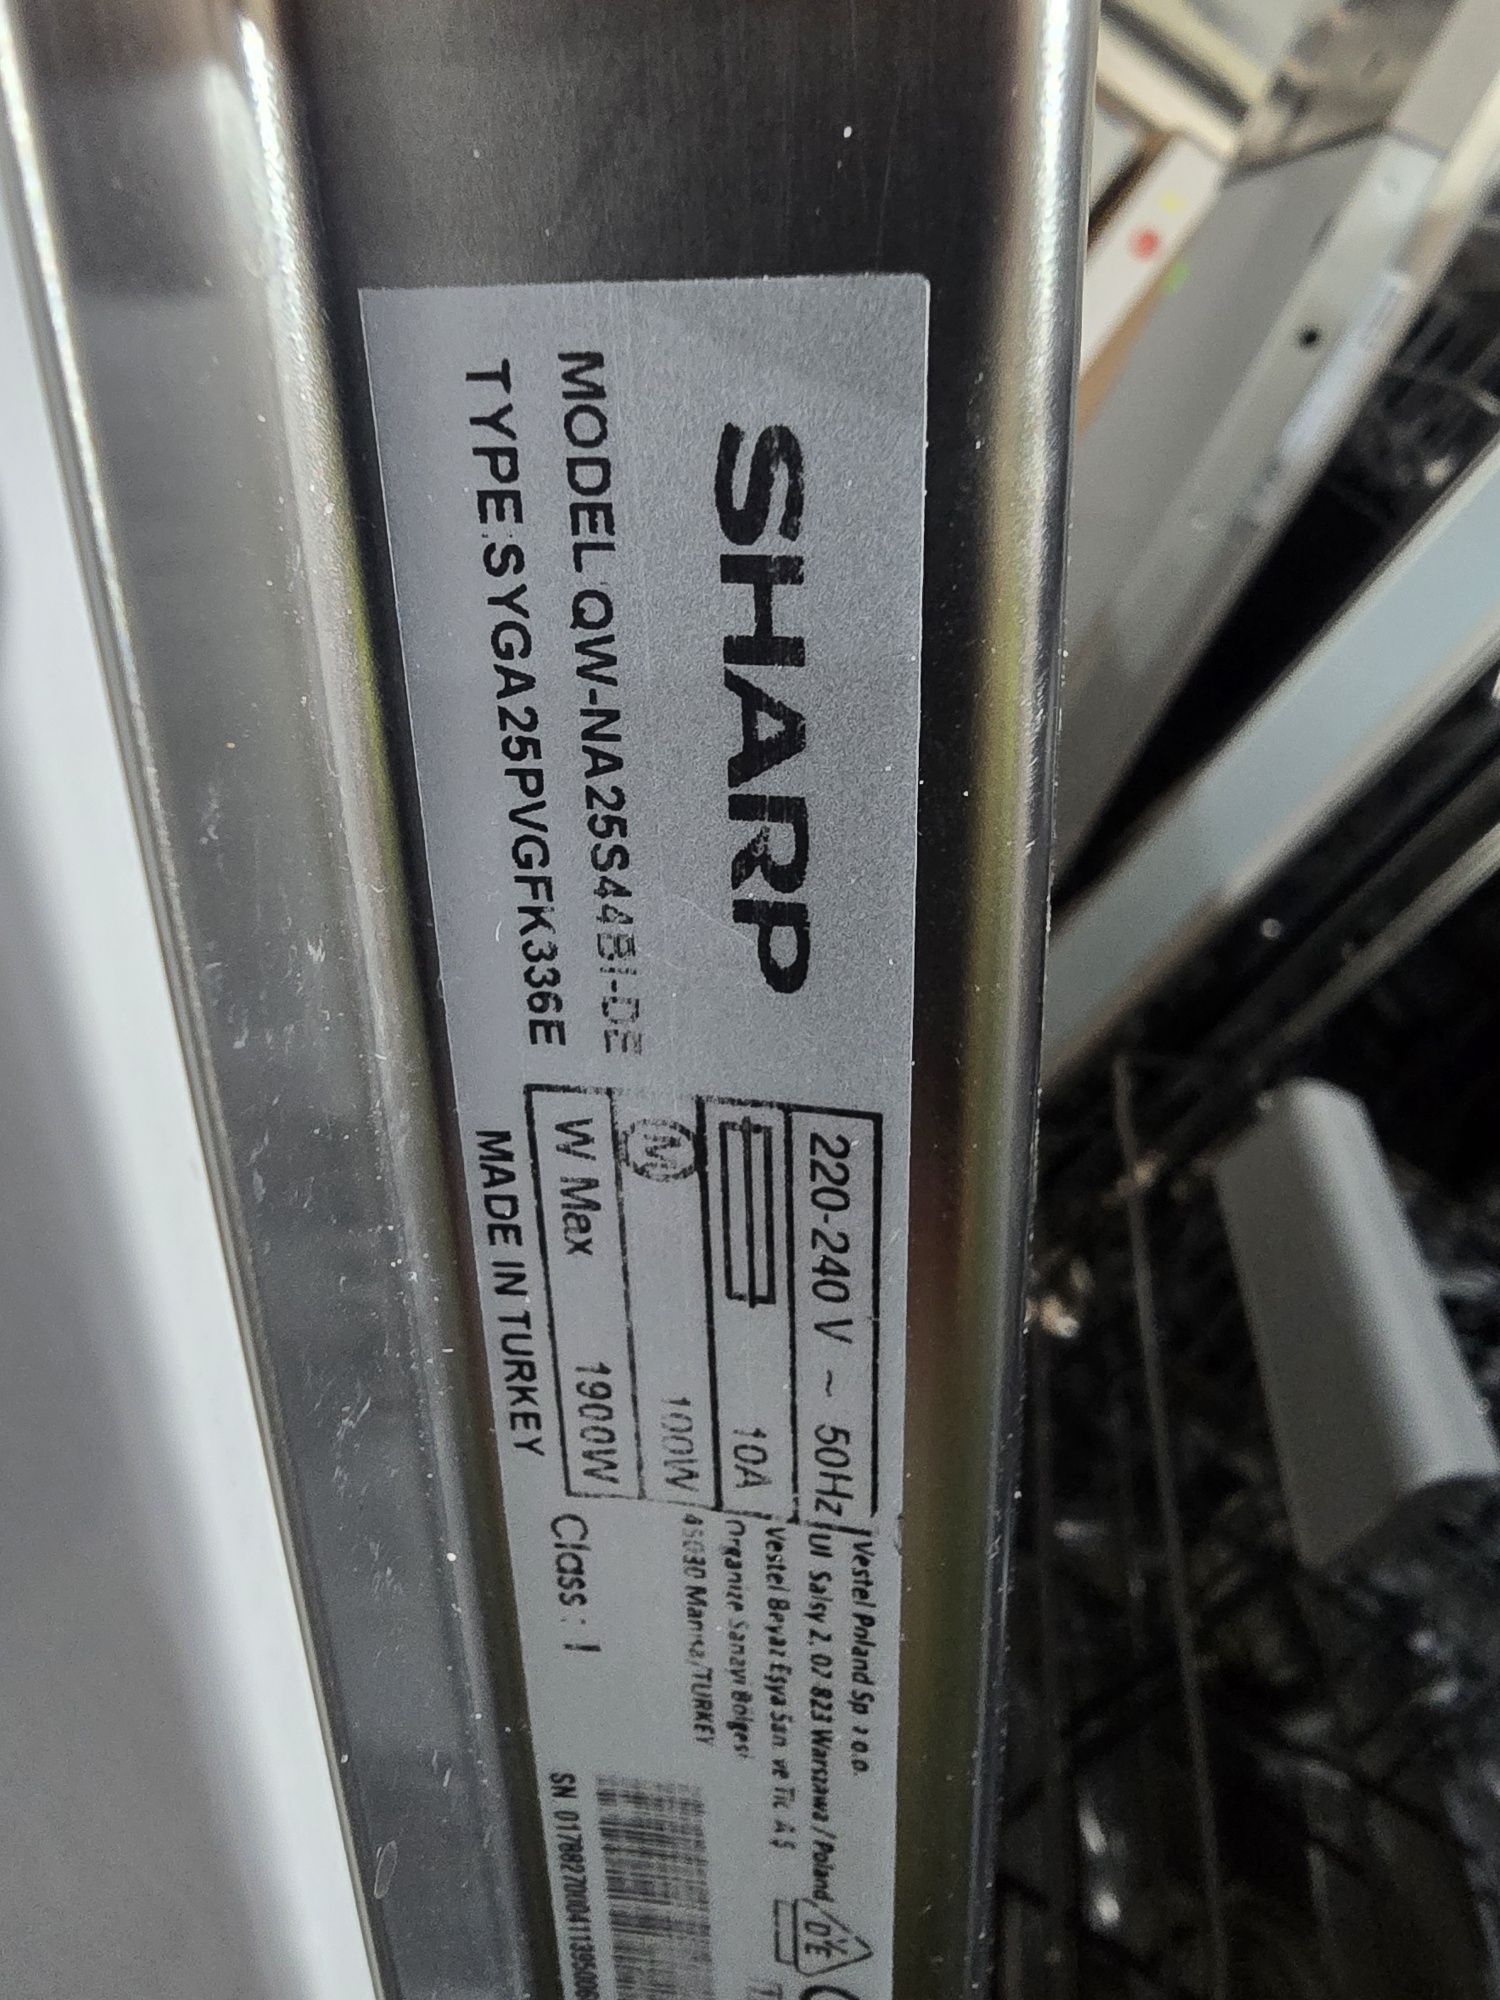 SHARP
MODEL QW-NA25S44BI-DE
TYPE:SYGA25PVGFK336E
220-240 V ~ 50Hz
10A
M 100W
W Max 1900W
MADE IN TURKEY
Class : I
Vestel Poland Sp z o.o.
Ul Salsy 2, 02 823 Warszawa / Poland
Vestel Beyaz Eşya San. ve Tic A.Ş
Organize Sanayi Bölgesi
45030 Manisa/TURKEY
SN